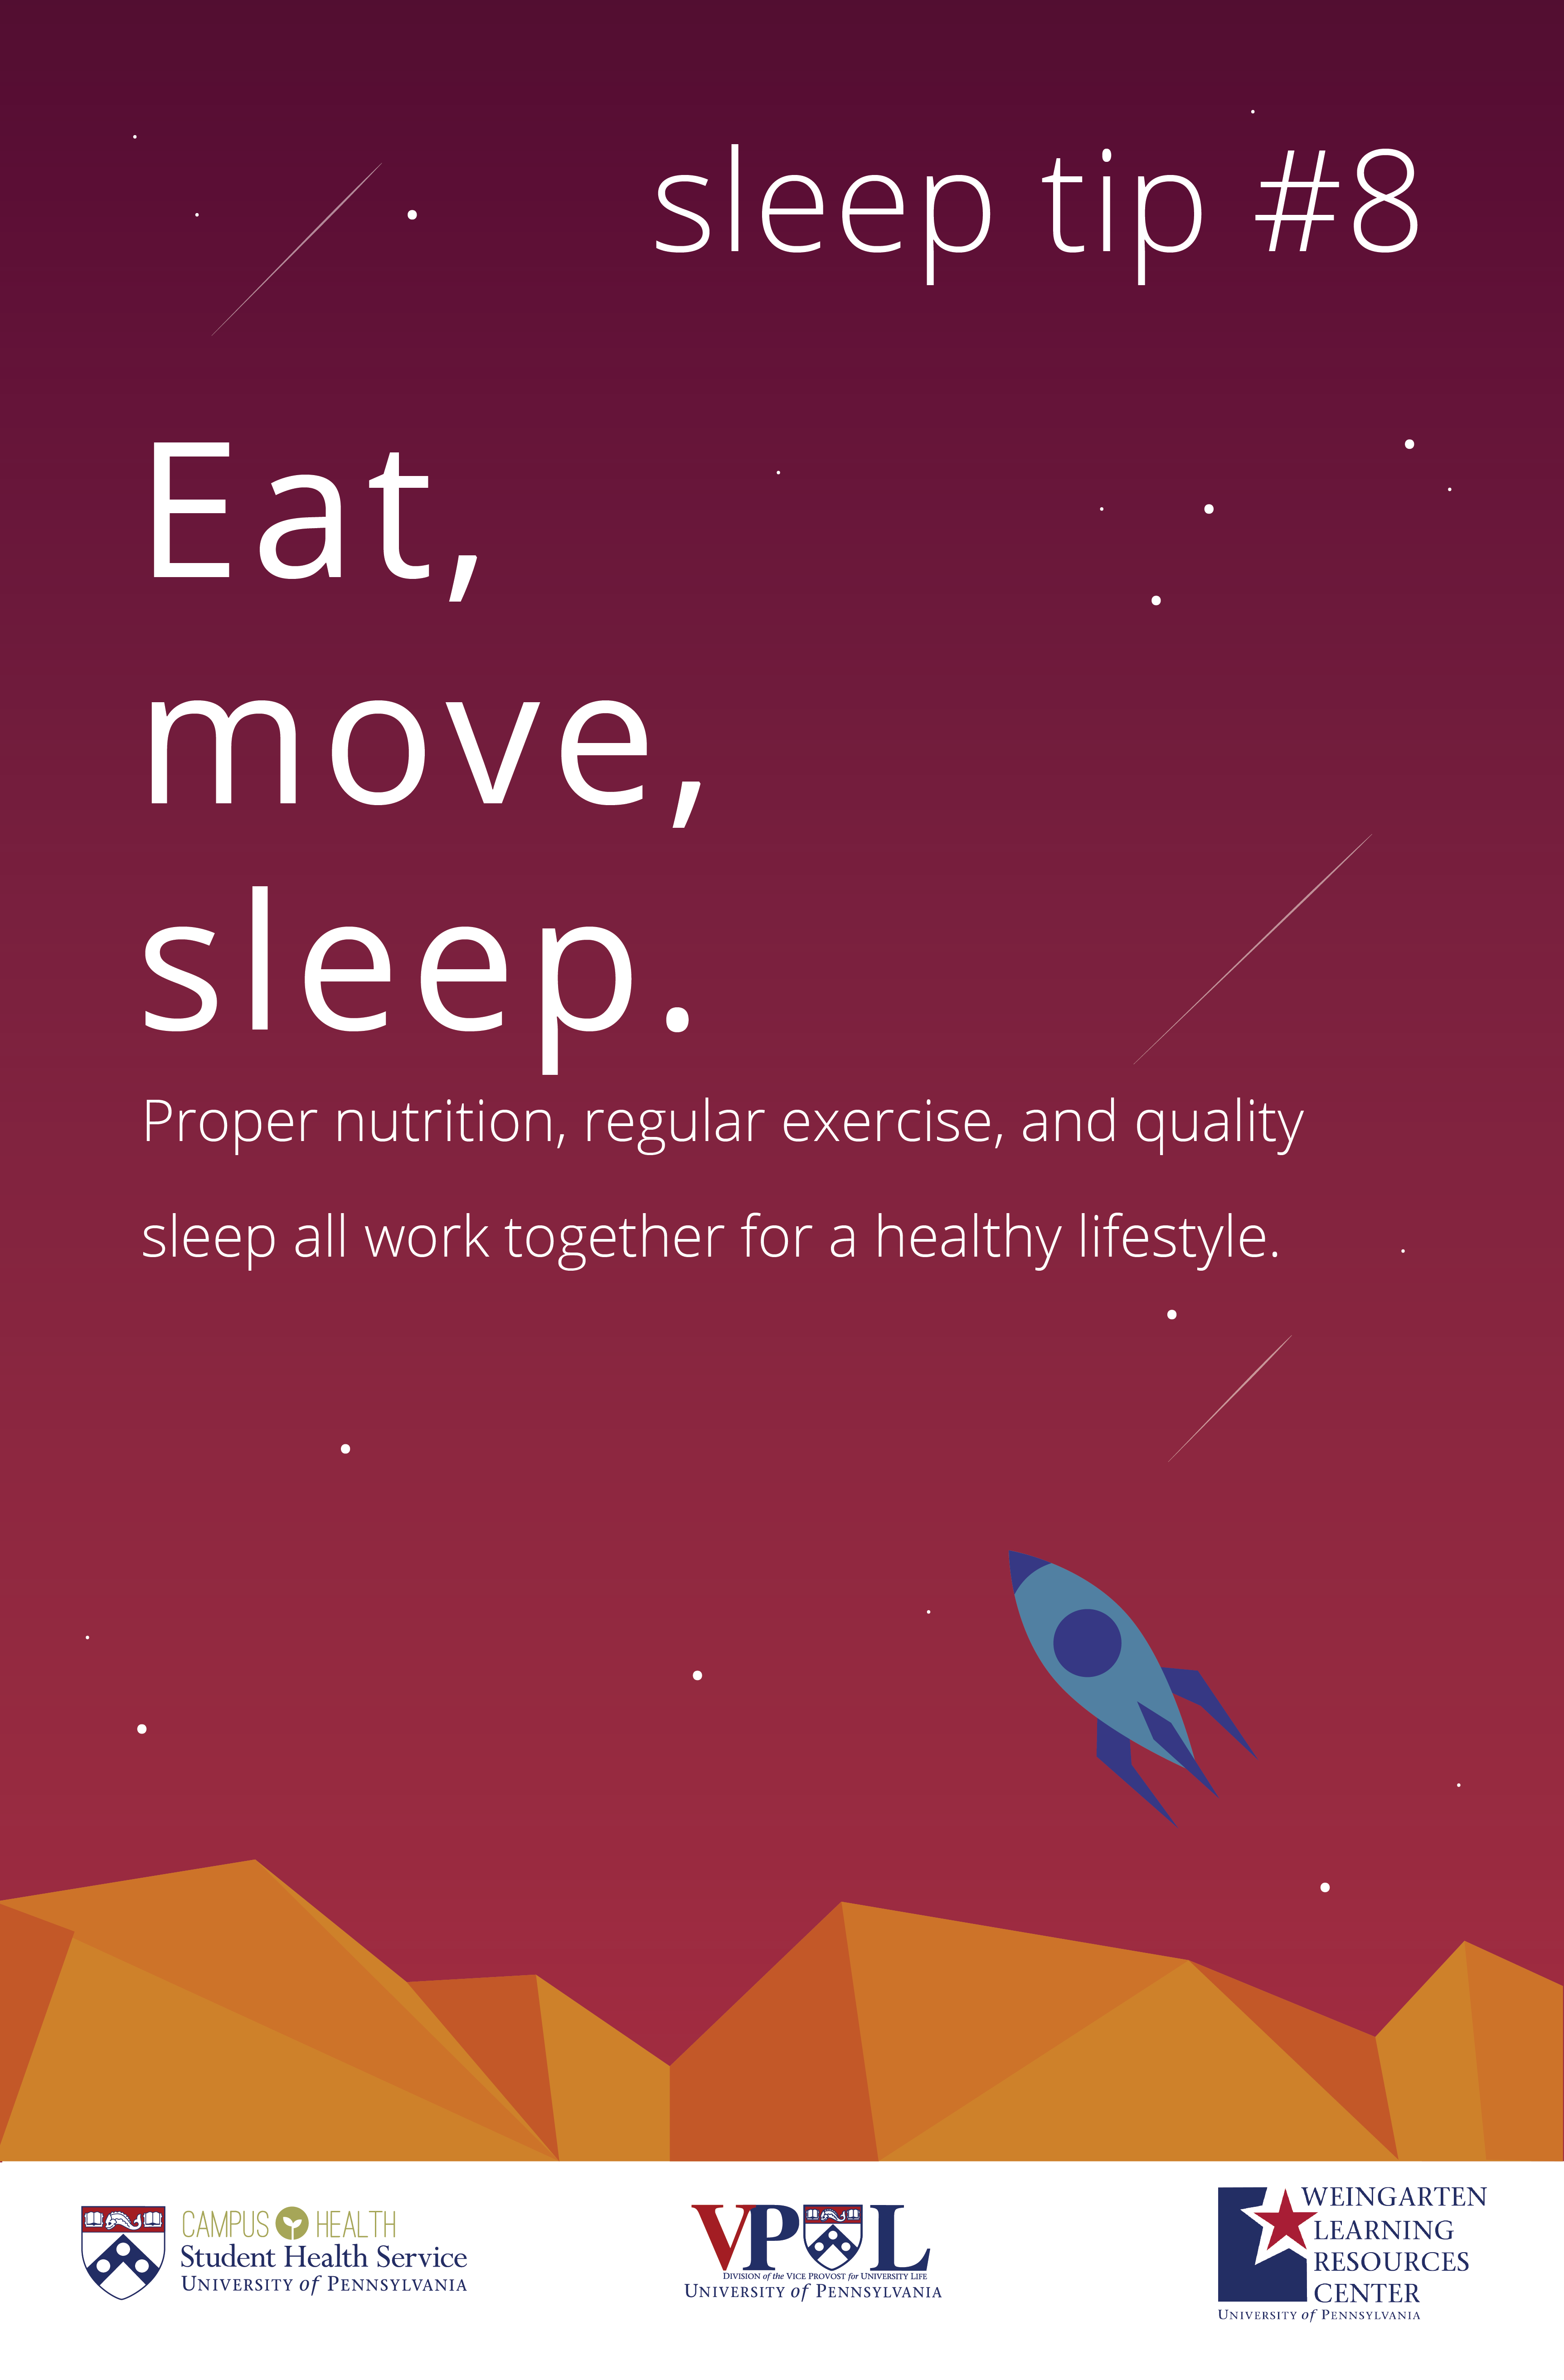 sleep tip #8
Eat,
move,
sleep.
Proper nutrition, regular exercise, and quality
sleep all work together for a healthy lifestyle.
CAMPUS HEALTH
Student Health Service
UNIVERSITY of PENNSYLVANIA
VPUL
DIVISION of the VICE PROVOST for UNIVERSITY LIFE
UNIVERSITY of PENNSYLVANIA
WEINGARTEN
LEARNING
RESOURCES
CENTER
UNIVERSITY of PENNSYLVANIA